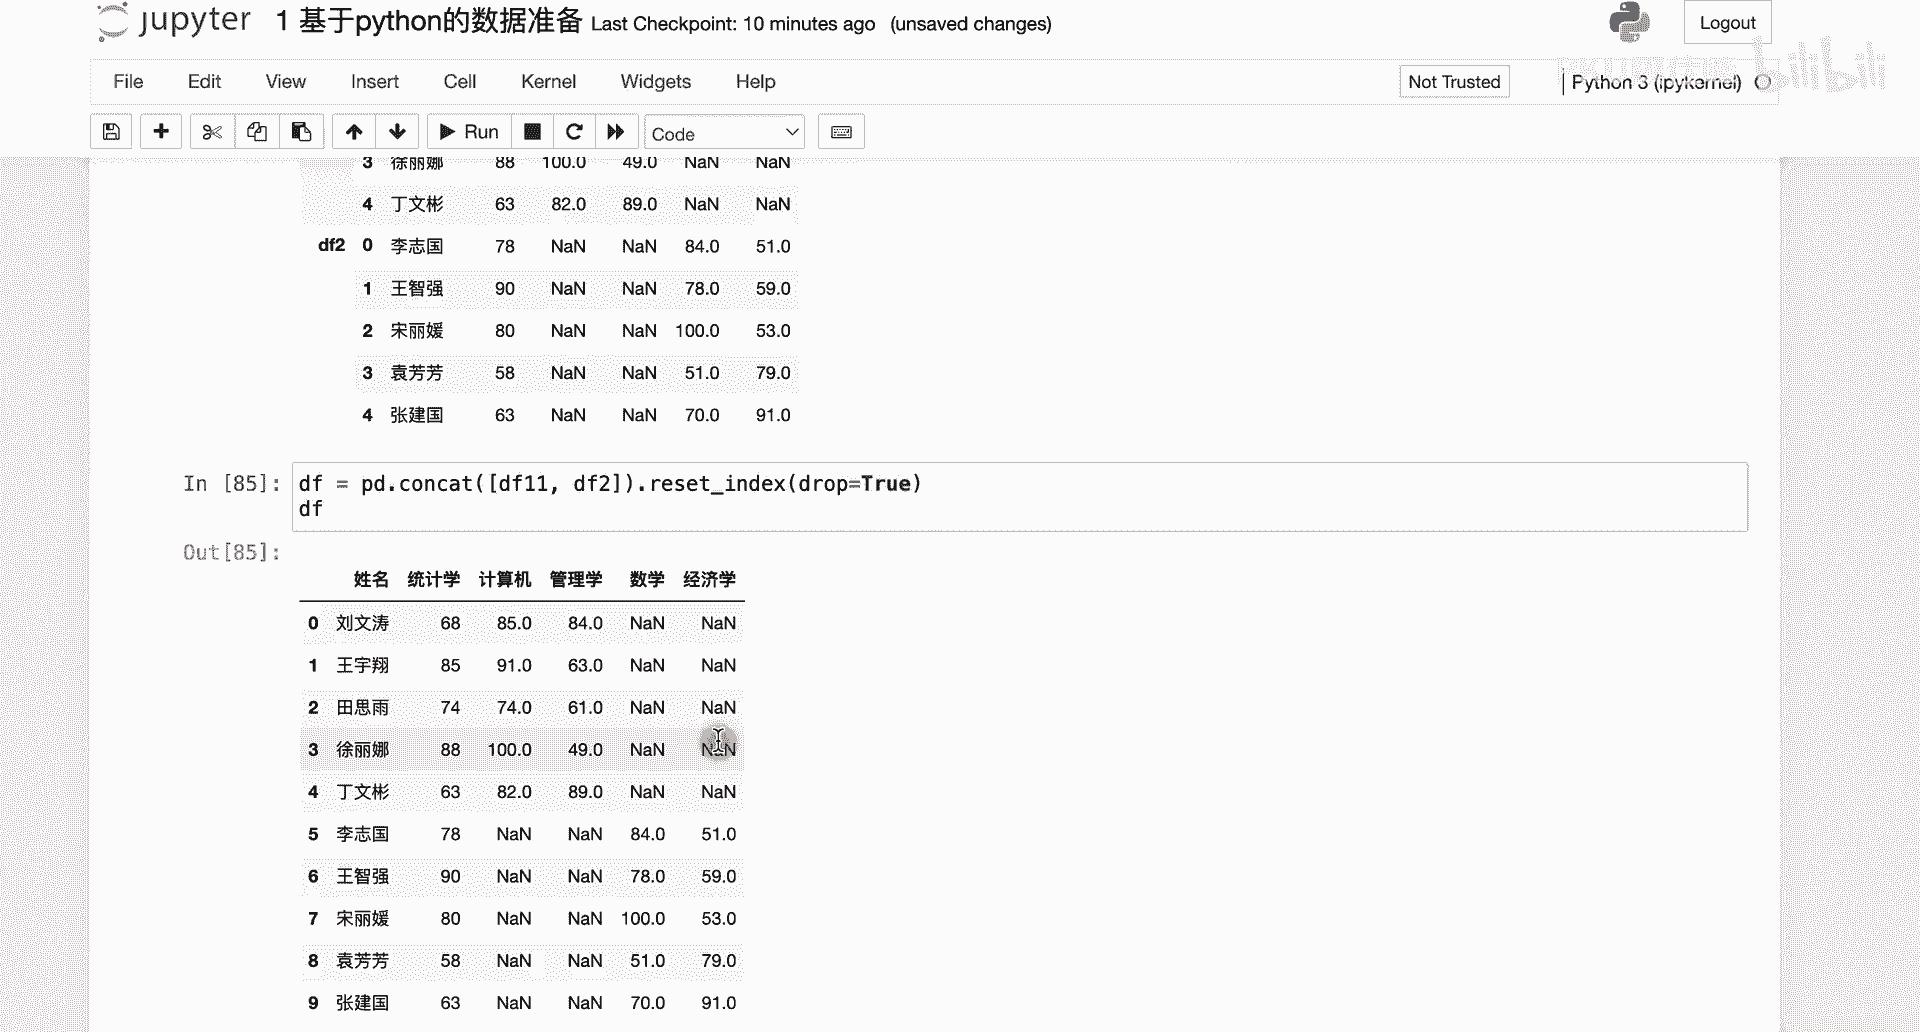 jupyter 1 基于python的数据准备 Last Checkpoint: 10 minutes ago (unsaved changes)
Logout
File Edit View Insert Cell Kernel Widgets Help
Not Trusted
Python 3 (ipykernel)
bilibili
Run
Code
3 徐丽娜 88 100.0 49.0 NaN NaN
4 丁文彬 63 82.0 89.0 NaN NaN
df2 0 李志国 78 NaN NaN 84.0 51.0
1 王智强 90 NaN NaN 78.0 59.0
2 宋丽媛 80 NaN NaN 100.0 53.0
3 袁芳芳 58 NaN NaN 51.0 79.0
4 张建国 63 NaN NaN 70.0 91.0
In [85]: df = pd.concat([df11, df2]).reset_index(drop=True)
df
Out[85]:
姓名 统计学 计算机 管理学 数学 经济学
0 刘文涛 68 85.0 84.0 NaN NaN
1 王宇翔 85 91.0 63.0 NaN NaN
2 田思雨 74 74.0 61.0 NaN NaN
3 徐丽娜 88 100.0 49.0 NaN NaN
4 丁文彬 63 82.0 89.0 NaN NaN
5 李志国 78 NaN NaN 84.0 51.0
6 王智强 90 NaN NaN 78.0 59.0
7 宋丽媛 80 NaN NaN 100.0 53.0
8 袁芳芳 58 NaN NaN 51.0 79.0
9 张建国 63 NaN NaN 70.0 91.0